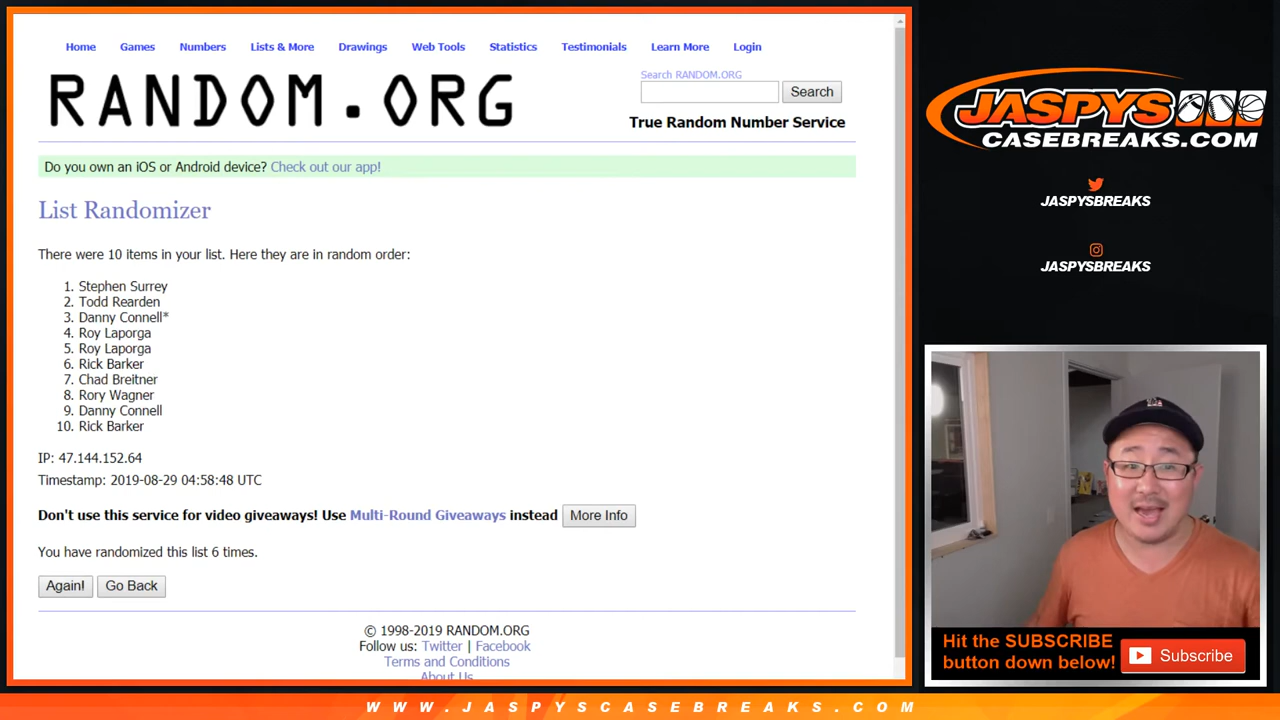 Home Games Numbers Lists & More Drawings Web Tools Statistics Testimonials Learn More Login
RANDOM.ORG
Search RANDOM.ORG
Search
True Random Number Service
Do you own an iOS or Android device? Check out our app!
List Randomizer
There were 10 items in your list. Here they are in random order:
1. Stephen Surrey
2. Todd Rearden
3. Danny Connell*
4. Roy Laporga
5. Roy Laporga
6. Rick Barker
7. Chad Breitner
8. Rory Wagner
9. Danny Connell
10. Rick Barker
IP: 47.144.152.64
Timestamp: 2019-08-29 04:58:48 UTC
Don't use this service for video giveaways! Use Multi-Round Giveaways instead More Info
You have randomized this list 6 times.
Again! Go Back
© 1998-2019 RANDOM.ORG
Follow us: Twitter | Facebook
Terms and Conditions
About Us
JASPYS
CASEBREAKS.COM
JASPYSBREAKS
JASPYSBREAKS
Hit the SUBSCRIBE
button down below!
Subscribe
WWW.JASPYSCASEBREAKS.COM